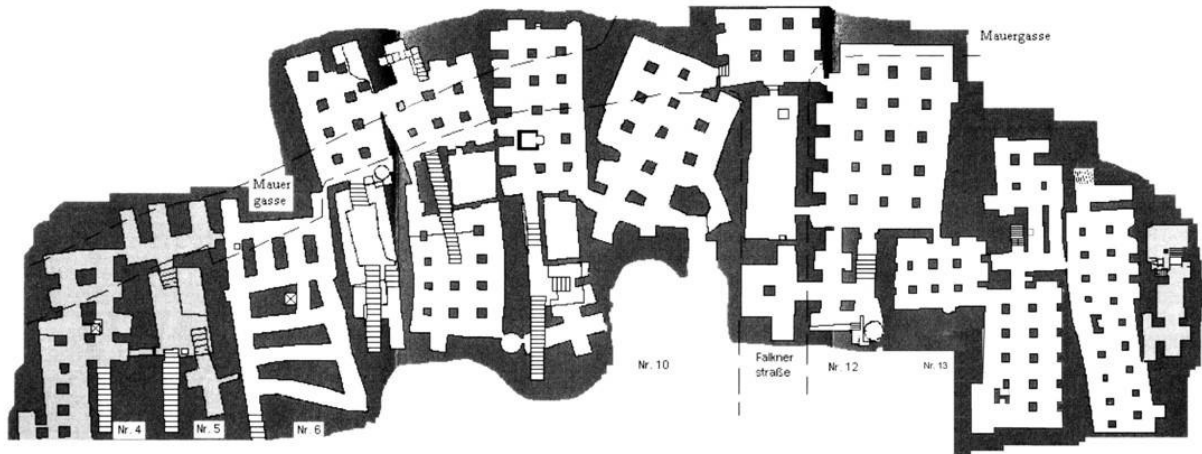 Mauergasse
Mauer
gasse
Nr. 4
Nr. 5
Nr. 6
Nr. 10
Falkner
straße
Nr. 12
Nr. 13